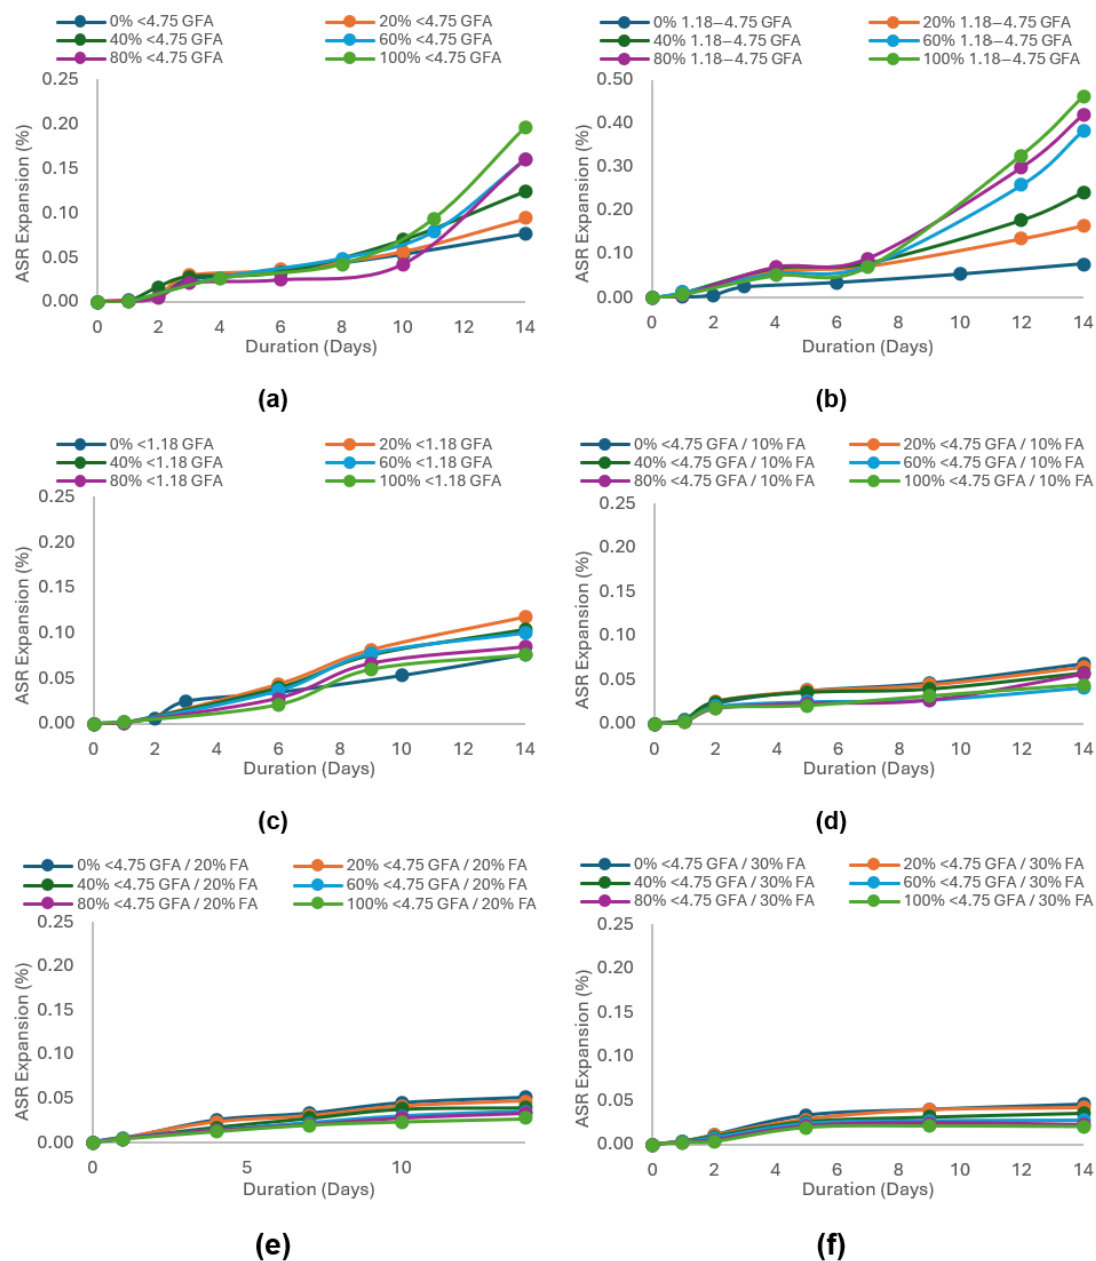 0% <4.75 GFA 20% <4.75 GFA
40% <4.75 GFA 60% <4.75 GFA
80% <4.75 GFA 100% <4.75 GFA
0.25
0.20
0.15
0.10
0.05
0.00
ASR Expansion (%)
0 2 4 6 8 10 12 14
Duration (Days)
(a)
0% 1.18–4.75 GFA 20% 1.18–4.75 GFA
40% 1.18–4.75 GFA 60% 1.18–4.75 GFA
80% 1.18–4.75 GFA 100% 1.18–4.75 GFA
0.50
0.40
0.30
0.20
0.10
0.00
ASR Expansion (%)
0 2 4 6 8 10 12 14
Duration (Days)
(b)
0% <1.18 GFA 20% <1.18 GFA
40% <1.18 GFA 60% <1.18 GFA
80% <1.18 GFA 100% <1.18 GFA
0.25
0.20
0.15
0.10
0.05
0.00
ASR Expansion (%)
0 2 4 6 8 10 12 14
Duration (Days)
(c)
0% <4.75 GFA / 10% FA 20% <4.75 GFA / 10% FA
40% <4.75 GFA / 10% FA 60% <4.75 GFA / 10% FA
80% <4.75 GFA / 10% FA 100% <4.75 GFA / 10% FA
0.25
0.20
0.15
0.10
0.05
0.00
ASR Expansion (%)
0 2 4 6 8 10 12 14
Duration (Days)
(d)
0% <4.75 GFA / 20% FA 20% <4.75 GFA / 20% FA
40% <4.75 GFA / 20% FA 60% <4.75 GFA / 20% FA
80% <4.75 GFA / 20% FA 100% <4.75 GFA / 20% FA
0.25
0.20
0.15
0.10
0.05
0.00
ASR Expansion (%)
0 5 10
Duration (Days)
(e)
0% <4.75 GFA / 30% FA 20% <4.75 GFA / 30% FA
40% <4.75 GFA / 30% FA 60% <4.75 GFA / 30% FA
80% <4.75 GFA / 30% FA 100% <4.75 GFA / 30% FA
0.25
0.20
0.15
0.10
0.05
0.00
ASR Expansion (%)
0 2 4 6 8 10 12 14
Duration (Days)
(f)